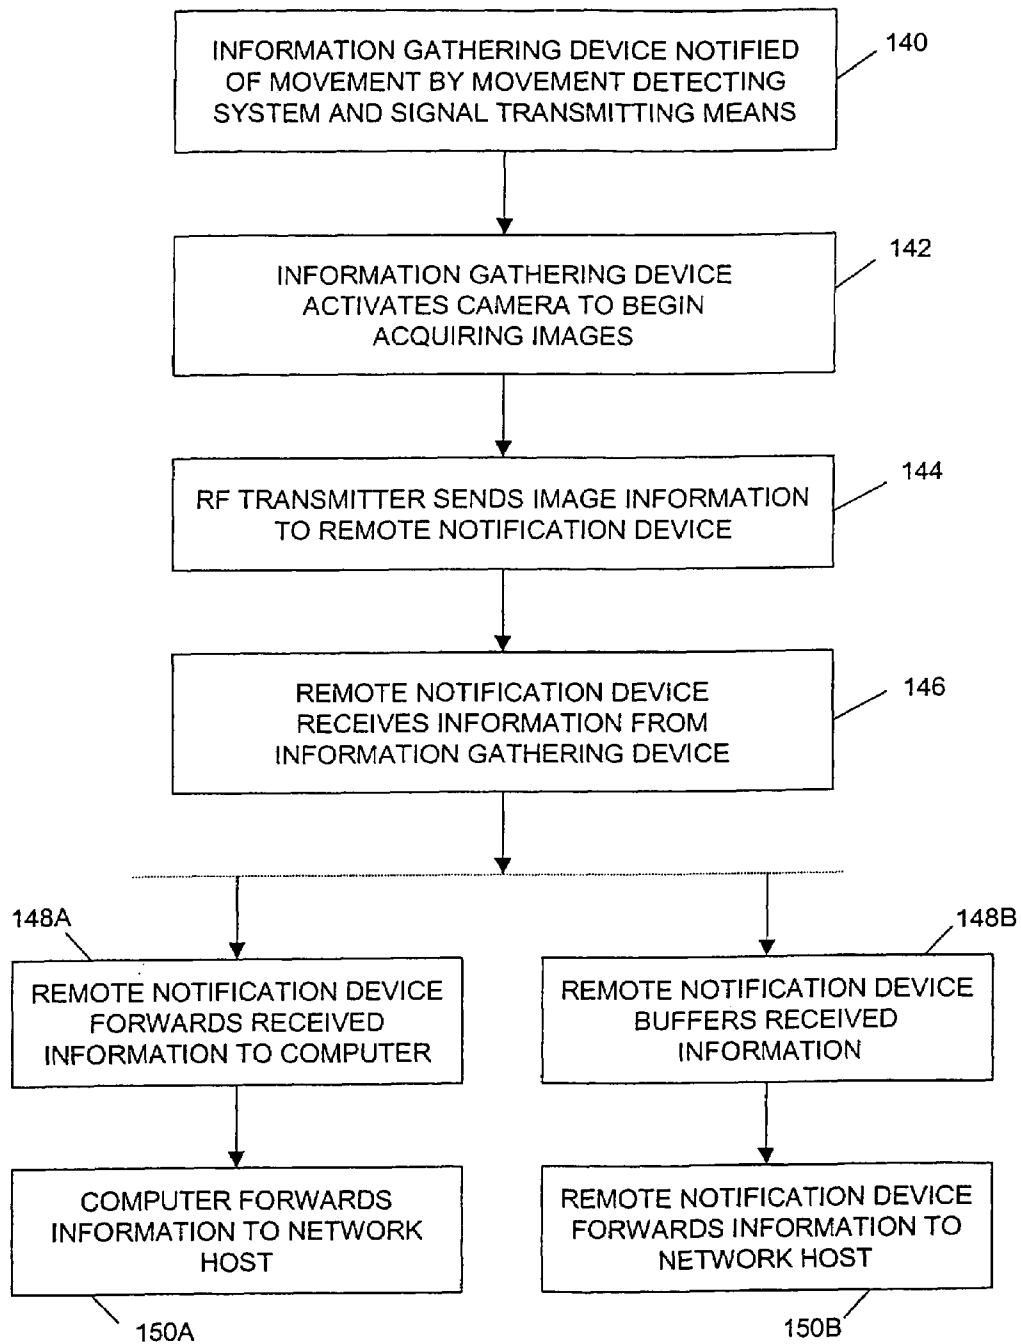 INFORMATION GATHERING DEVICE NOTIFIED
OF MOVEMENT BY MOVEMENT DETECTING
SYSTEM AND SIGNAL TRANSMITTING MEANS
140
INFORMATION GATHERING DEVICE
ACTIVATES CAMERA TO BEGIN
ACQUIRING IMAGES
142
RF TRANSMITTER SENDS IMAGE INFORMATION
TO REMOTE NOTIFICATION DEVICE
144
REMOTE NOTIFICATION DEVICE
RECEIVES INFORMATION FROM
INFORMATION GATHERING DEVICE
146
148A
REMOTE NOTIFICATION DEVICE
FORWARDS RECEIVED
INFORMATION TO COMPUTER
148B
REMOTE NOTIFICATION DEVICE
BUFFERS RECEIVED
INFORMATION
COMPUTER FORWARDS
INFORMATION TO NETWORK
HOST
150A
REMOTE NOTIFICATION DEVICE
FORWARDS INFORMATION TO
NETWORK HOST
150B